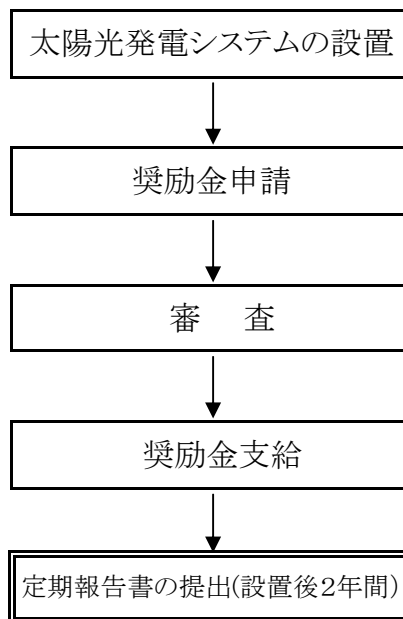 太陽光発電システムの設置
奨励金申請
審　査
奨励金支給
定期報告書の提出(設置後２年間)